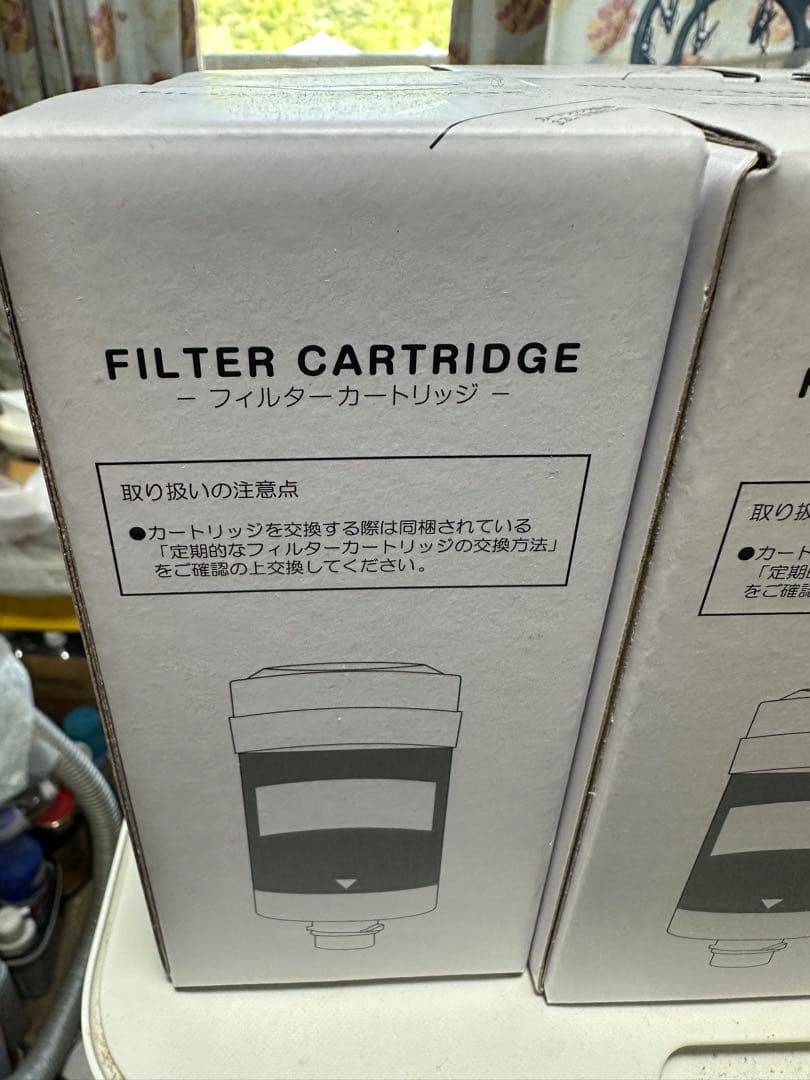 FILTER CARTRIDGE
− フィルターカートリッジ −
取り扱いの注意点
●カートリッジを交換する際は同梱されている
「定期的なフィルターカートリッジの交換方法」
をご確認の上交換してください。
取り扱
●カート
「定期
をご確認